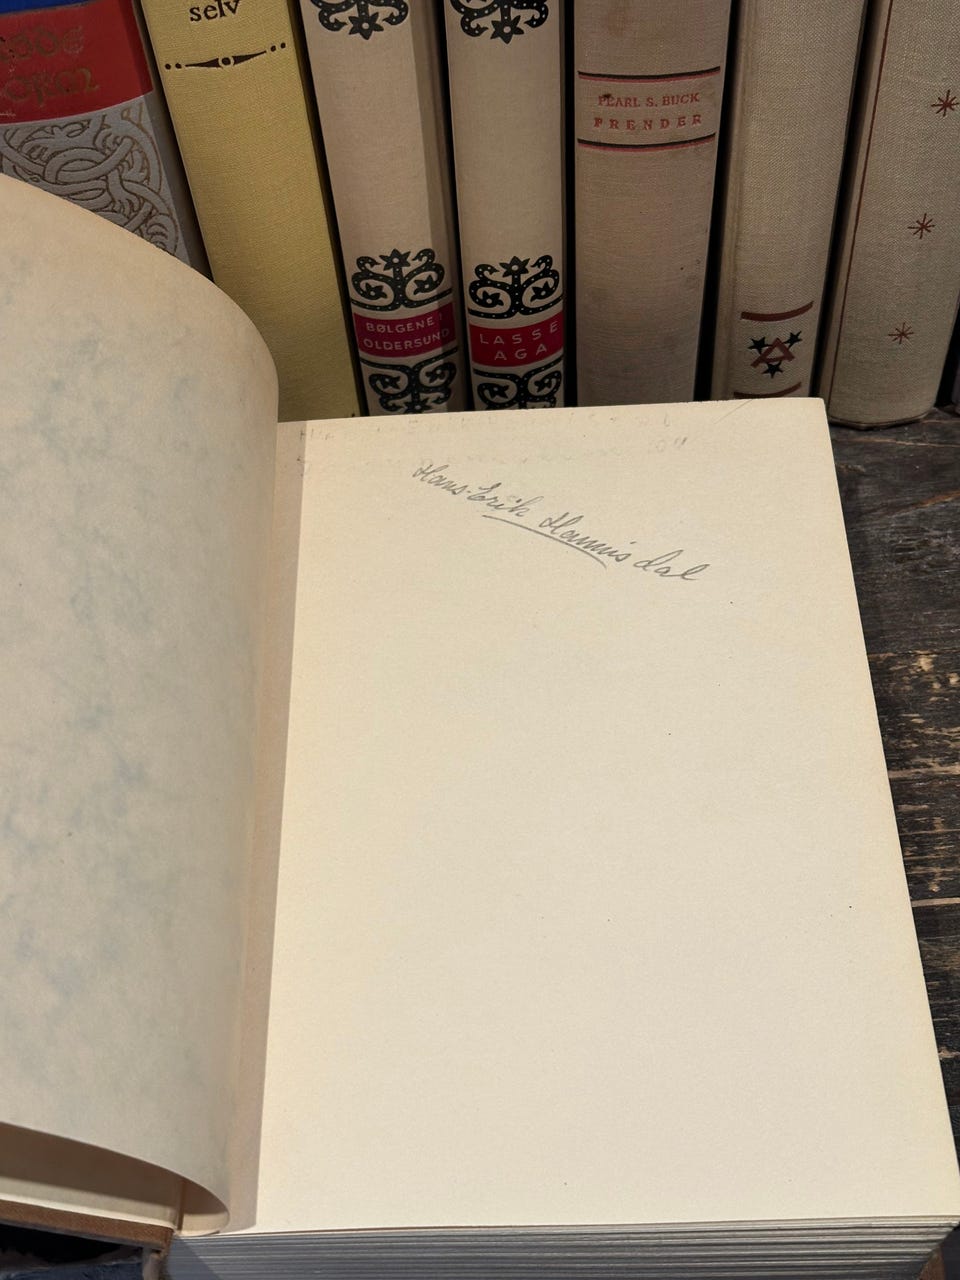 selv
BØLGENE I
OLDERSUND
LASSE
AGA
PEARL S. BUCK
FRENDER
Hans-Erik Hannisdal